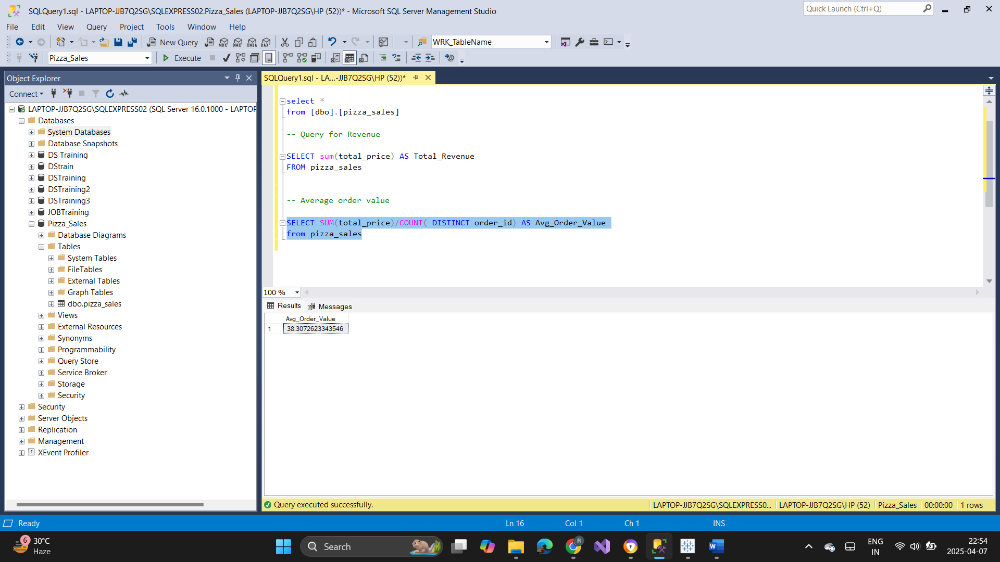 SQLQuery1.sql - LAPTOP-JJB7Q2SG\SQLEXPRESS02.Pizza_Sales (LAPTOP-JJB7Q2SG\HP (52))* - Microsoft SQL Server Management Studio
Quick Launch (Ctrl+Q)
File Edit View Query Project Tools Window Help
New Query MDX DMX XMLA DAX WRK_TableName
Pizza_Sales Execute
Object Explorer
Connect
LAPTOP-JJB7Q2SG\SQLEXPRESS02 (SQL Server 16.0.1000 - LAPTOP
Databases
System Databases
Database Snapshots
DS Training
DStrain
DSTraining
DSTraining2
DSTraining3
JOBTraining
Pizza_Sales
Database Diagrams
Tables
System Tables
FileTables
External Tables
Graph Tables
dbo.pizza_sales
Views
External Resources
Synonyms
Programmability
Query Store
Service Broker
Storage
Security
Security
Server Objects
Replication
Management
XEvent Profiler
SQLQuery1.sql - LA...-JJB7Q2SG\HP (52))*
select *
from [dbo].[pizza_sales]
-- Query for Revenue
SELECT sum(total_price) AS Total_Revenue
FROM pizza_sales
-- Average order value
SELECT SUM(total_price)/COUNT( DISTINCT order_id) AS Avg_Order_Value
from pizza_sales
100 %
Results Messages
Avg_Order_Value
1 38.3072623343546
Query executed successfully.
LAPTOP-JJB7Q2SG\SQLEXPRESS0... LAPTOP-JJB7Q2SG\HP (52) Pizza_Sales 00:00:00 1 rows
Ready Ln 16 Col 1 Ch 1 INS
6 30°C
Haze
Search
R
W
ENG
IN
22:54
2025-04-07